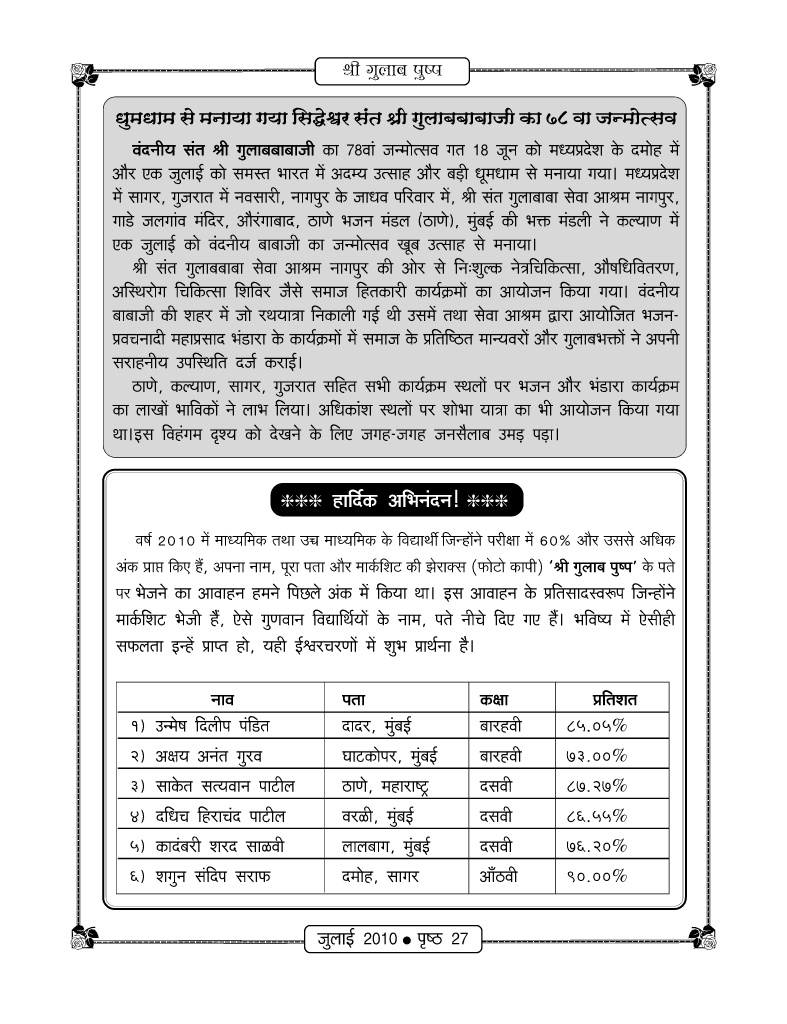 श्री गुलाब पुष्प
धुमधाम से मनाया गया सिद्धेश्वर संत श्री गुलाबबाबाजी का ७८ वा जन्मोत्सव
वंदनीय संत श्री गुलाबबाबाजी का 78वां जन्मोत्सव गत 18 जून को मध्यप्रदेश के दमोह में
और एक जुलाई को समस्त भारत में अदम्य उत्साह और बड़ी धूमधाम से मनाया गया। मध्यप्रदेश
में सागर, गुजरात में नवसारी, नागपुर के जाधव परिवार में, श्री संत गुलाबाबा सेवा आश्रम नागपुर,
गाडे जलगांव मंदिर, औरंगाबाद, ठाणे भजन मंडल (ठाणे), मुंबई की भक्त मंडली ने कल्याण में
एक जुलाई को वंदनीय बाबाजी का जन्मोत्सव खूब उत्साह से मनाया।
श्री संत गुलाबबाबा सेवा आश्रम नागपुर की ओर से निःशुल्क नेत्रचिकित्सा, औषधिवितरण,
अस्थिरोग चिकित्सा शिविर जैसे समाज हितकारी कार्यक्रमों का आयोजन किया गया। वंदनीय
बाबाजी की शहर में जो रथयात्रा निकाली गई थी उसमें तथा सेवा आश्रम द्वारा आयोजित भजन-
प्रवचनादी महाप्रसाद भंडारा के कार्यक्रमों में समाज के प्रतिष्ठित मान्यवरों और गुलाबभक्तों ने अपनी
सराहनीय उपस्थिति दर्ज कराई।
ठाणे, कल्याण, सागर, गुजरात सहित सभी कार्यक्रम स्थलों पर भजन और भंडारा कार्यक्रम
का लाखों भाविकों ने लाभ लिया। अधिकांश स्थलों पर शोभा यात्रा का भी आयोजन किया गया
था।इस विहंगम दृश्य को देखने के लिए जगह-जगह जनसैलाब उमड़ पड़ा।
❉❉❉ हार्दिक अभिनंदन! ❉❉❉
वर्ष 2010 में माध्यमिक तथा उच्च माध्यमिक के विद्यार्थी जिन्होंने परीक्षा में 60% और उससे अधिक
अंक प्राप्त किए हैं, अपना नाम, पूरा पता और मार्कशिट की झेराक्स (फोटो कापी) 'श्री गुलाब पुष्प' के पते
पर भेजने का आवाहन हमने पिछले अंक में किया था। इस आवाहन के प्रतिसादस्वरूप जिन्होंने
मार्कशिट भेजी हैं, ऐसे गुणवान विद्यार्थियों के नाम, पते नीचे दिए गए हैं। भविष्य में ऐसीही
सफलता इन्हें प्राप्त हो, यही ईश्वरचरणों में शुभ प्रार्थना है।
नाव पता कक्षा प्रतिशत
१) उन्मेष दिलीप पंडित दादर, मुंबई बारहवी ८५.०५%
२) अक्षय अनंत गुरव घाटकोपर, मुंबई बारहवी ७३.००%
३) साकेत सत्यवान पाटील ठाणे, महाराष्ट्र दसवी ८७.२७%
४) दधिच हिराचंद पाटील वरळी, मुंबई दसवी ८६.५५%
५) कादंबरी शरद साळवी लालबाग, मुंबई दसवी ७६.२०%
६) शगुन संदिप सराफ दमोह, सागर आँठवी ९०.००%
जुलाई 2010 ● पृष्ठ 27